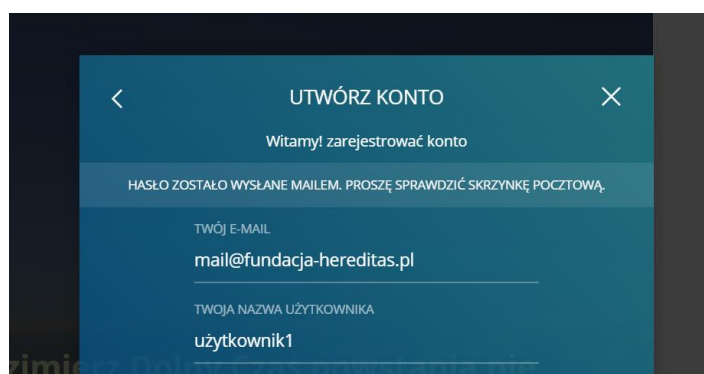 UTWÓRZ KONTO
Witamy! zarejestrować konto
HASŁO ZOSTAŁO WYSŁANE MAILEM. PROSZĘ SPRAWDZIĆ SKRZYNKĘ POCZTOWĄ.
TWÓJ E-MAIL
mail@fundacja-hereditas.pl
TWOJA NAZWA UŻYTKOWNIKA
użytkownik1